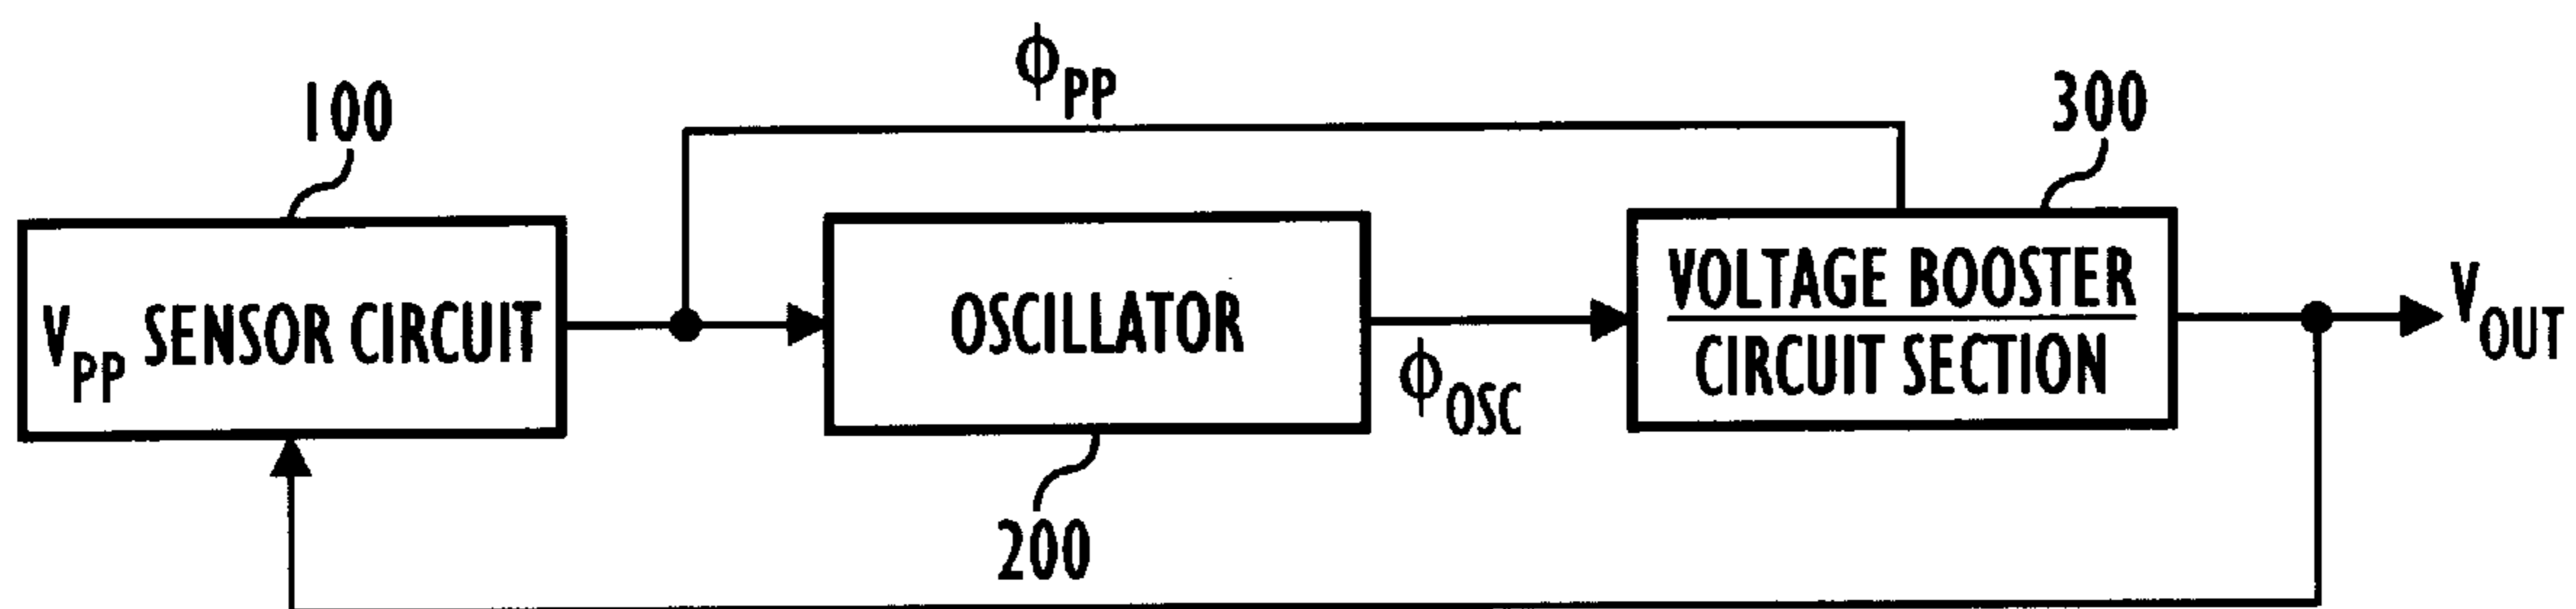 ϕPP
100
300
VPP SENSOR CIRCUIT
OSCILLATOR
VOLTAGE BOOSTER
CIRCUIT SECTION
VOUT
ϕOSC
200